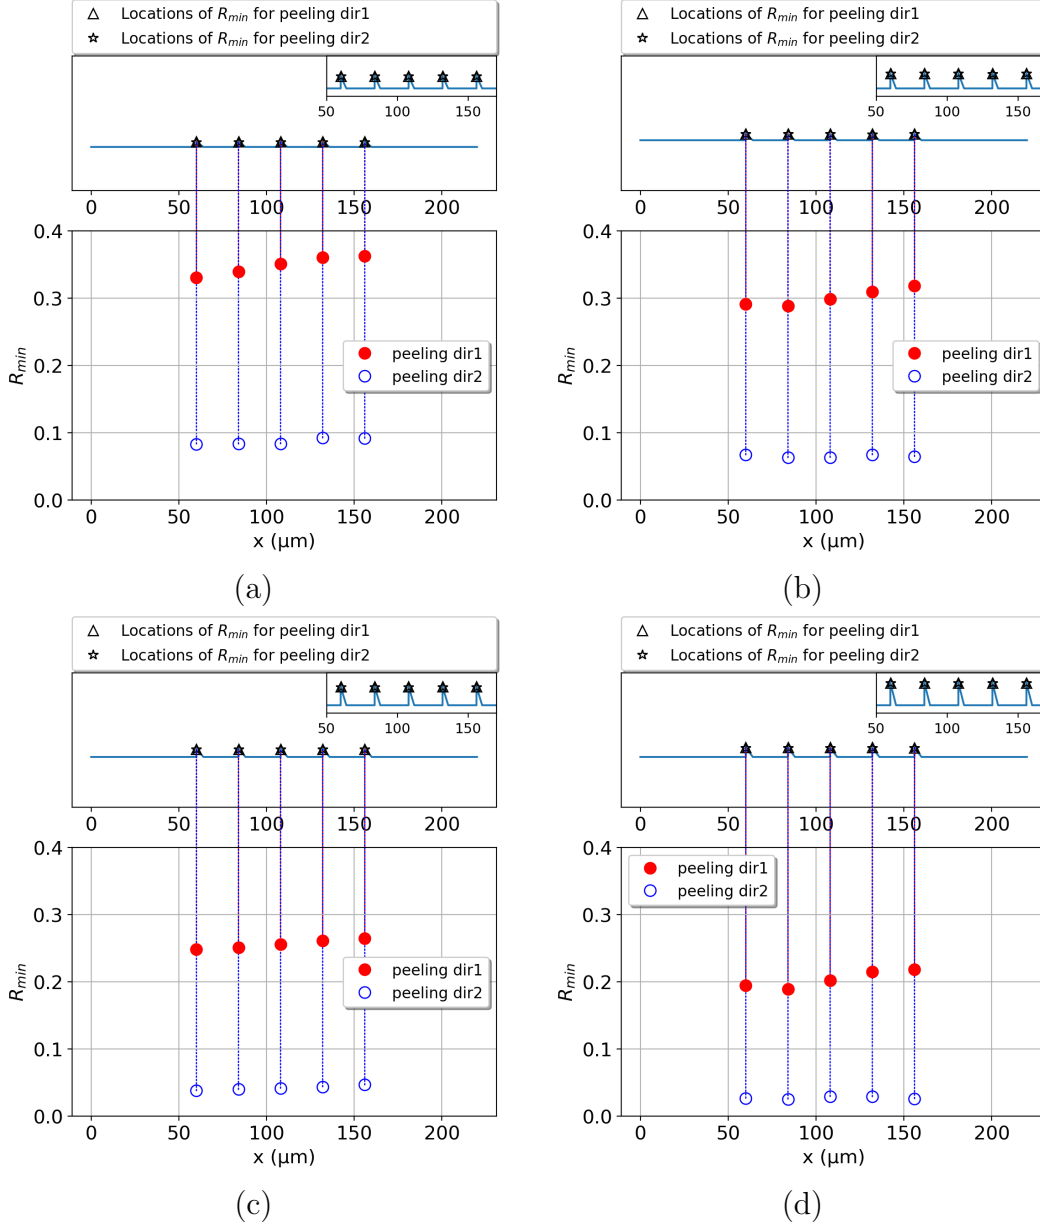 Locations of R_min for peeling dir1
Locations of R_min for peeling dir2
50 100 150
0 50 100 150 200
0.4
0.3
0.2
0.1
0.0
R_min
peeling dir1
peeling dir2
0 50 100 150 200
x (μm)
(a)
Locations of R_min for peeling dir1
Locations of R_min for peeling dir2
50 100 150
0 50 100 150 200
0.4
0.3
0.2
0.1
0.0
R_min
peeling dir1
peeling dir2
0 50 100 150 200
x (μm)
(b)
Locations of R_min for peeling dir1
Locations of R_min for peeling dir2
50 100 150
0 50 100 150 200
0.4
0.3
0.2
0.1
0.0
R_min
peeling dir1
peeling dir2
0 50 100 150 200
x (μm)
(c)
Locations of R_min for peeling dir1
Locations of R_min for peeling dir2
50 100 150
0 50 100 150 200
0.4
0.3
0.2
0.1
0.0
R_min
peeling dir1
peeling dir2
0 50 100 150 200
x (μm)
(d)